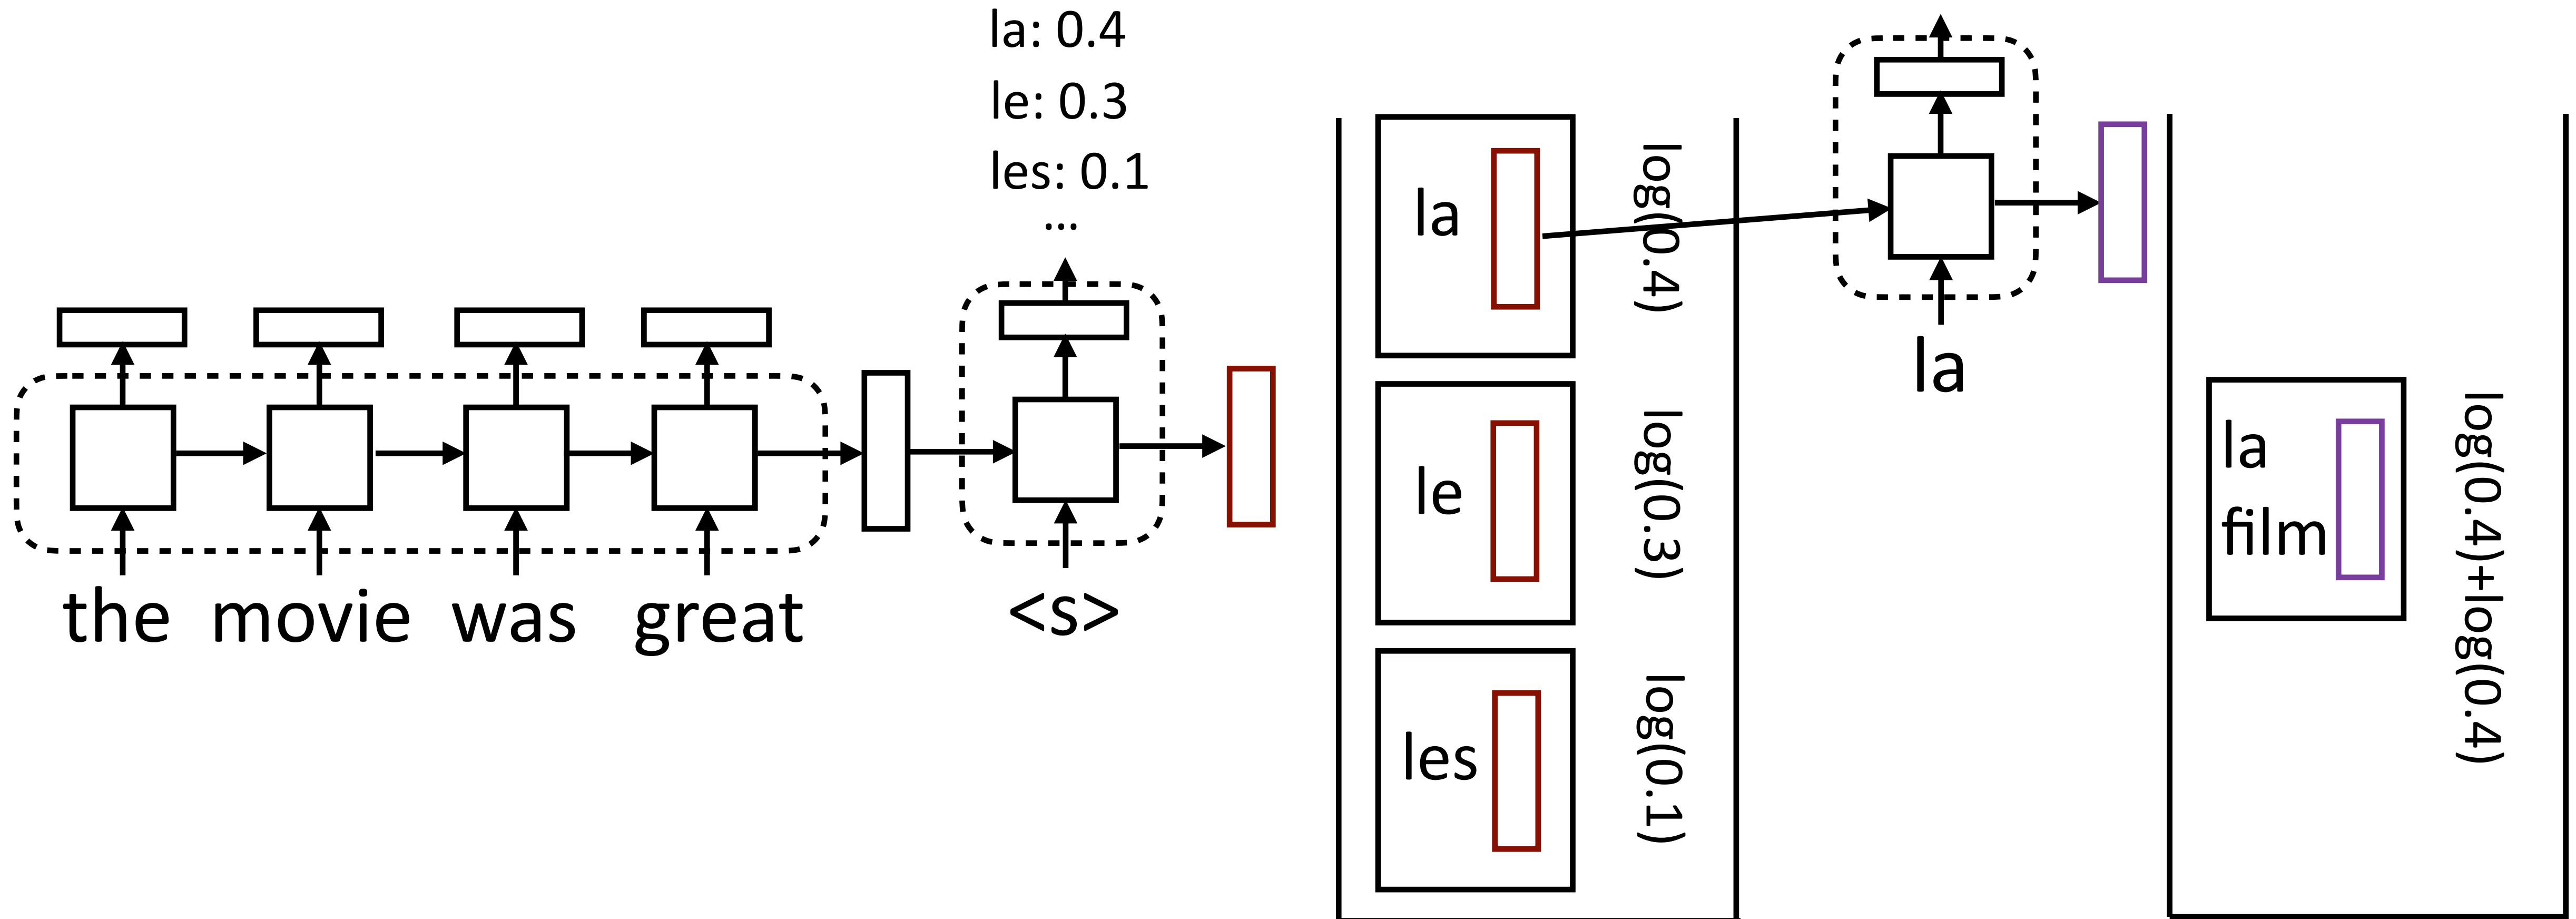 la: 0.4
le: 0.3
les: 0.1
...
the movie was great
<s>
la
log(0.4)
le
log(0.3)
les
log(0.1)
la
la
film
log(0.4)+log(0.4)